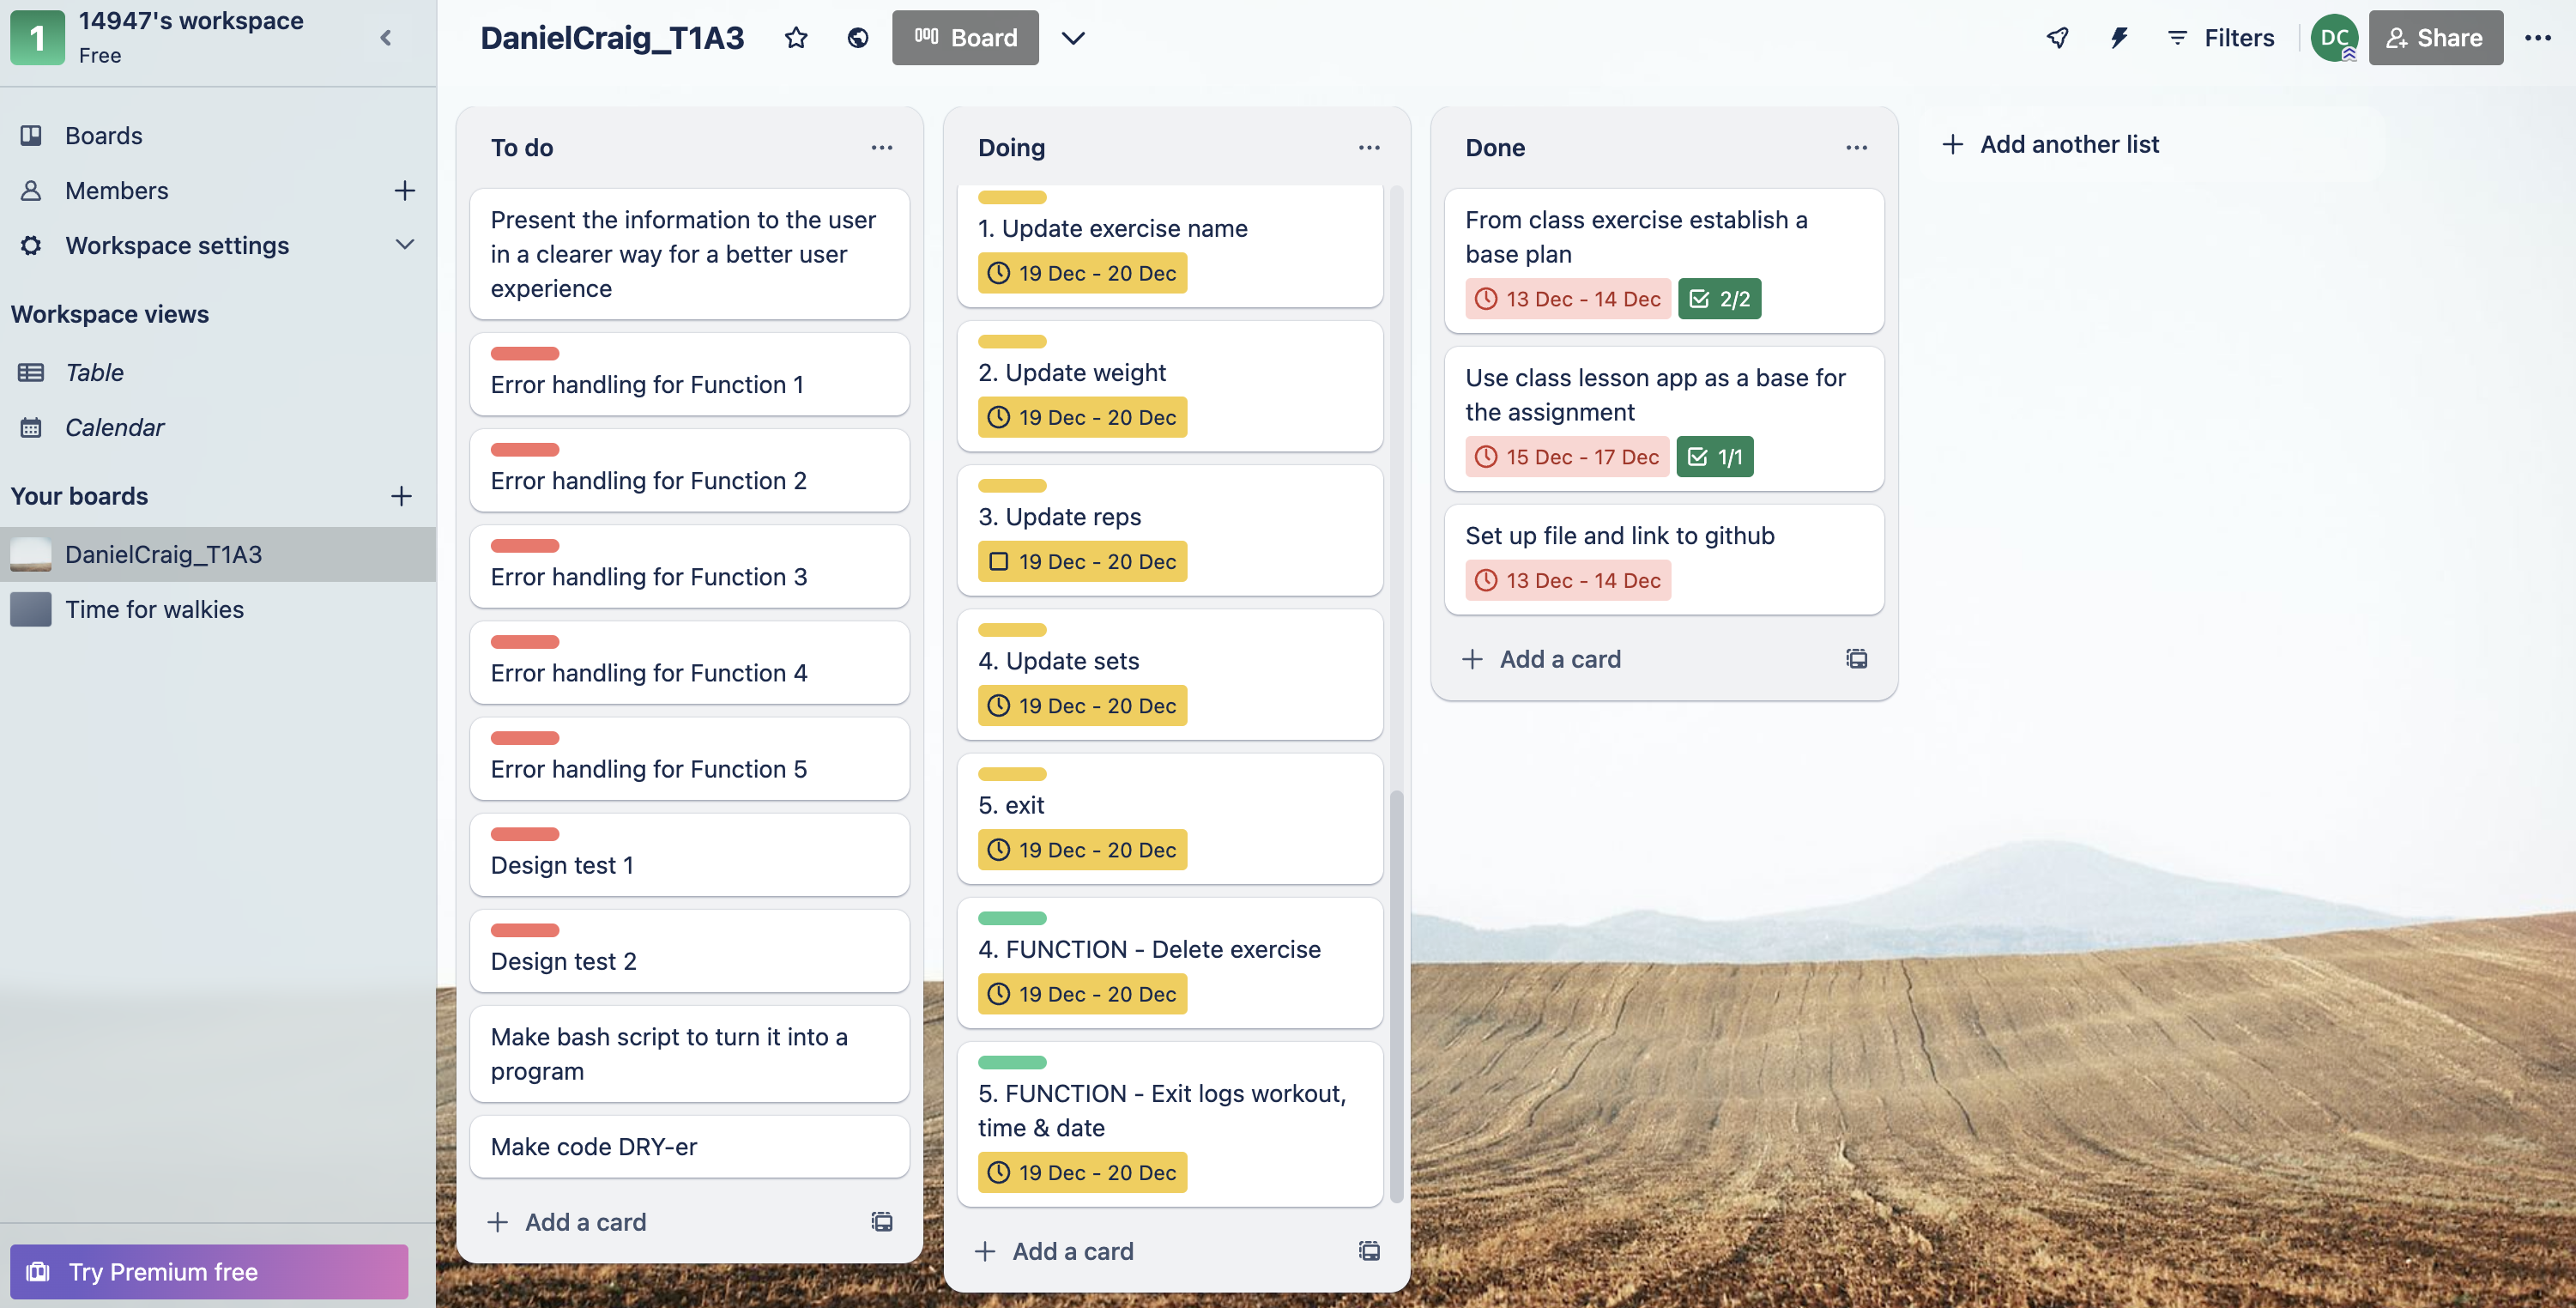 1
14947's workspace
Free
Boards
Members
Workspace settings
Workspace views
Table
Calendar
Your boards
DanielCraig_T1A3
Time for walkies
Try Premium free
DanielCraig_T1A3
Board
Filters
DC
Share
To do
Present the information to the user
in a clearer way for a better user
experience
Error handling for Function 1
Error handling for Function 2
Error handling for Function 3
Error handling for Function 4
Error handling for Function 5
Design test 1
Design test 2
Make bash script to turn it into a
program
Make code DRY-er
Add a card
Doing
1. Update exercise name
19 Dec - 20 Dec
2. Update weight
19 Dec - 20 Dec
3. Update reps
19 Dec - 20 Dec
4. Update sets
19 Dec - 20 Dec
5. exit
19 Dec - 20 Dec
4. FUNCTION - Delete exercise
19 Dec - 20 Dec
5. FUNCTION - Exit logs workout,
time & date
19 Dec - 20 Dec
Add a card
Done
From class exercise establish a
base plan
13 Dec - 14 Dec 2/2
Use class lesson app as a base for
the assignment
15 Dec - 17 Dec 1/1
Set up file and link to github
13 Dec - 14 Dec
Add a card
Add another list